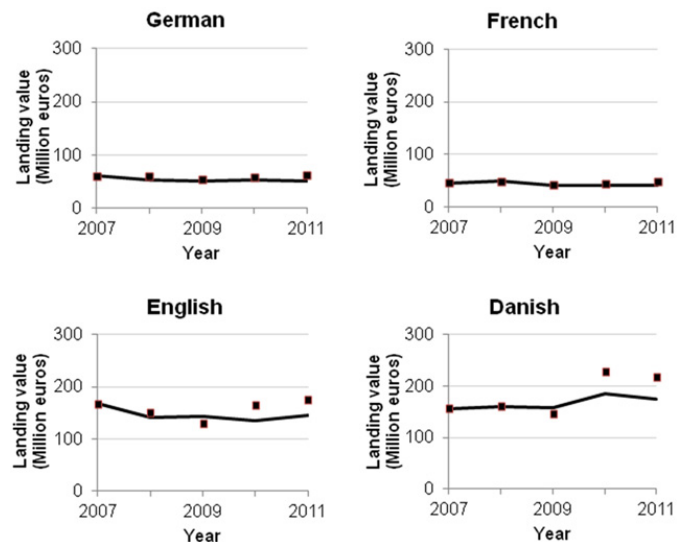 German
300
200
100
0
Landing value
(Million euros)
2007 2009 2011
Year
French
300
200
100
0
Landing value
(Million euros)
2007 2009 2011
Year
English
300
200
100
0
Landing value
(Million euros)
2007 2009 2011
Year
Danish
300
200
100
0
Landing value
(Million euros)
2007 2009 2011
Year